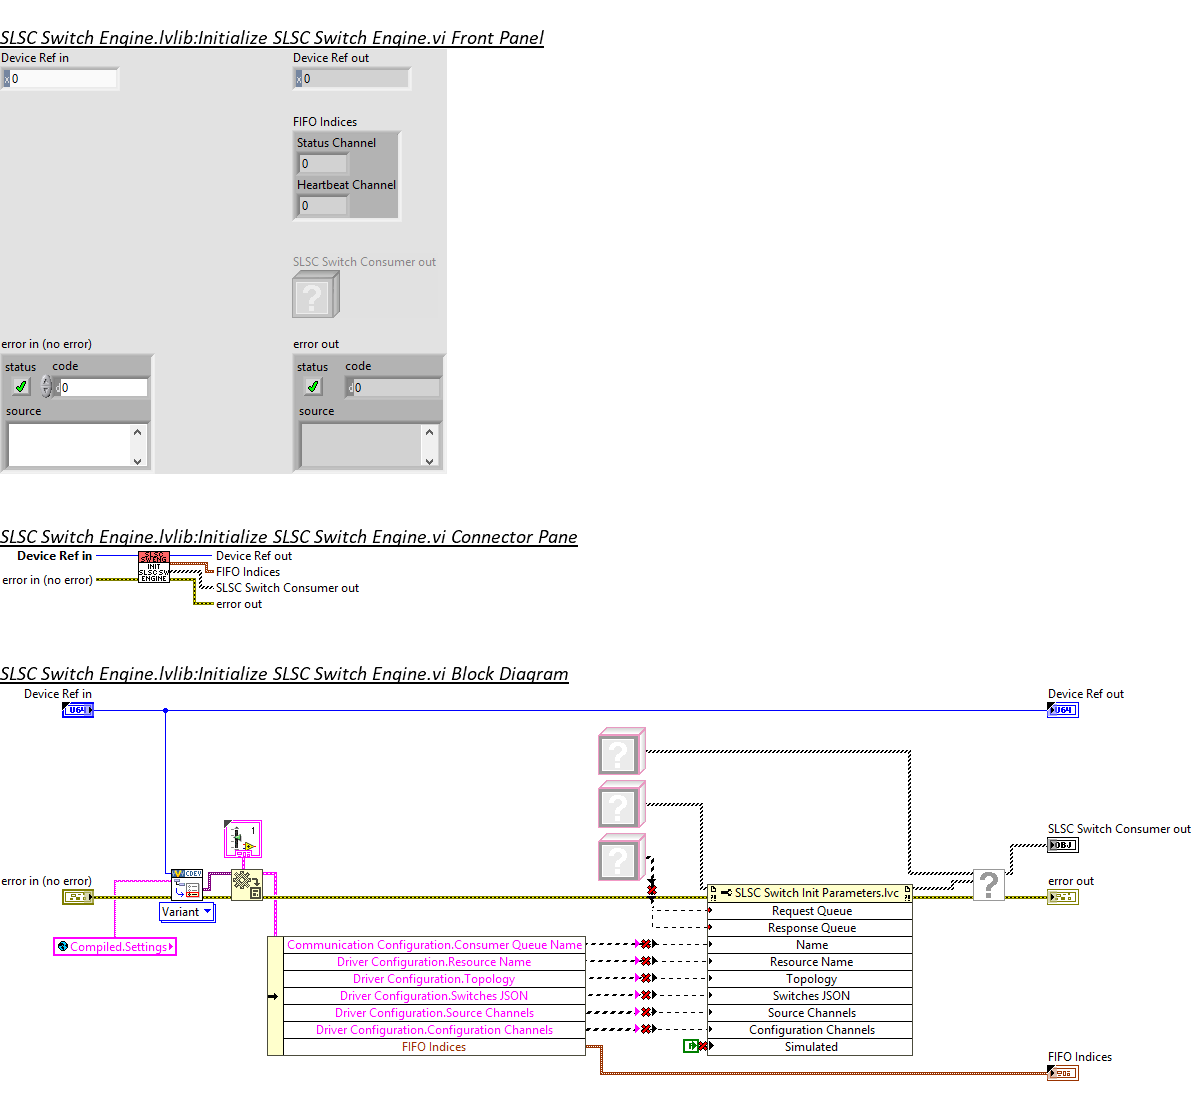 SLSC Switch Engine.lvlib:Initialize SLSC Switch Engine.vi Front Panel
Device Ref in
Device Ref out
x 0
x 0
FIFO Indices
Status Channel
0
Heartbeat Channel
0
SLSC Switch Consumer out
?
error in (no error)
error out
status code
status code
d 0
d 0
source
source
SLSC Switch Engine.lvlib:Initialize SLSC Switch Engine.vi Connector Pane
Device Ref in
SLSC
SWENG
INIT
SLSC SW
ENGINE
Device Ref out
FIFO Indices
error in (no error)
SLSC Switch Consumer out
error out
SLSC Switch Engine.lvlib:Initialize SLSC Switch Engine.vi Block Diagram
Device Ref in
Device Ref out
U64
U64
?
?
1
SLSC Switch Consumer out
OBJ
?
CDEV
error in (no error)
error out
SLSC Switch Init Parameters.lvc
?
Variant
Request Queue
Response Queue
Compiled.Settings
Communication Configuration.Consumer Queue Name
Name
Driver Configuration.Resource Name
Resource Name
Driver Configuration.Topology
Topology
Driver Configuration.Switches JSON
Switches JSON
Driver Configuration.Source Channels
Source Channels
Driver Configuration.Configuration Channels
Configuration Channels
FIFO Indices
Simulated
FIFO Indices